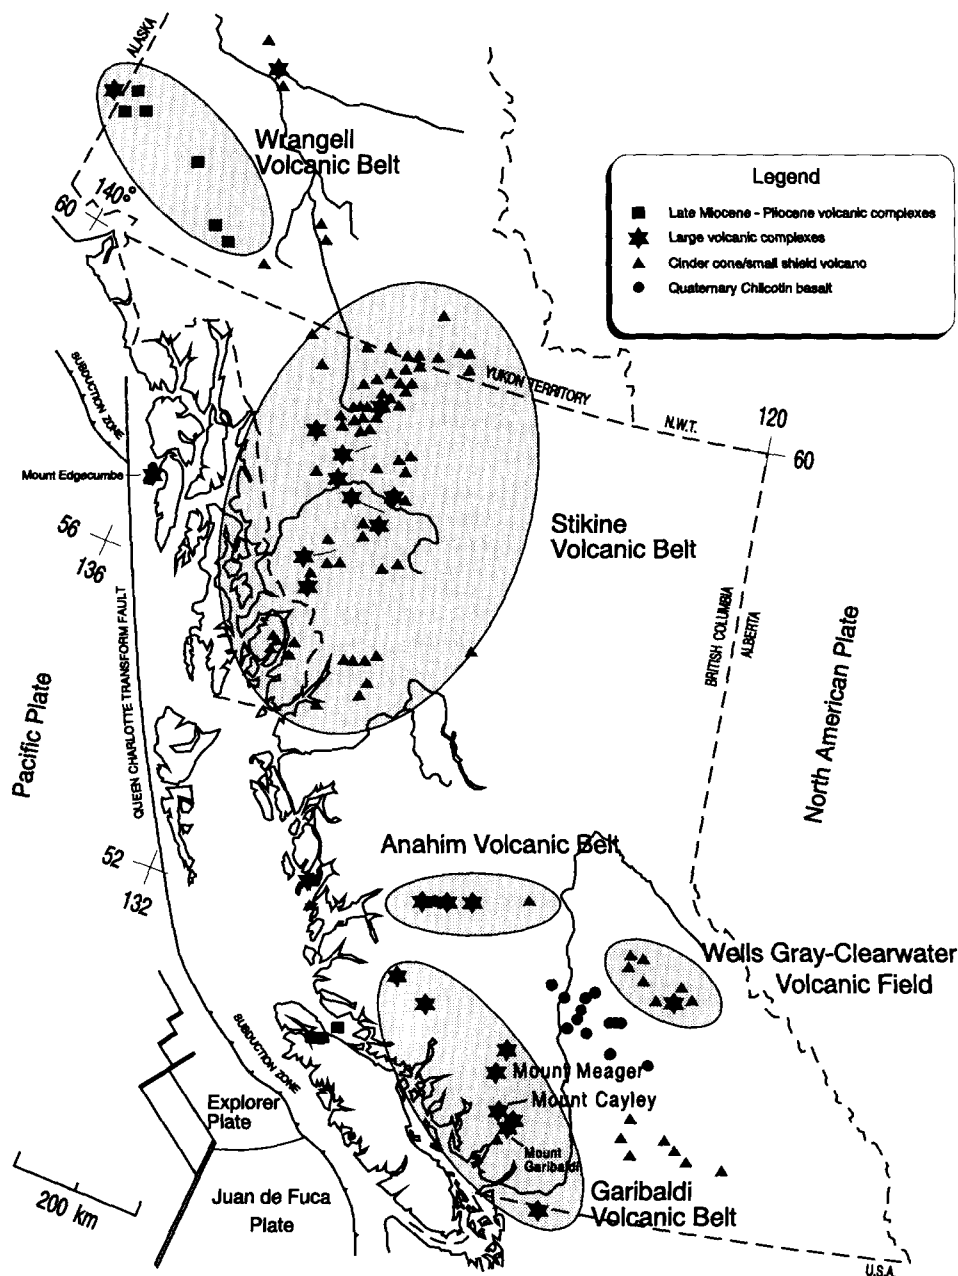 ALASKA
Wrangell
Volcanic Belt
140°
60
Legend
Late Miocene - Pliocene volcanic complexes
Large volcanic complexes
Cinder cone/small shield volcano
Quaternary Chilcotin basalt
SUBDUCTION ZONE
YUKON TERRITORY
N.W.T.
120
60
Mount Edgecumbe
56
136
Stikine
Volcanic Belt
QUEEN CHARLOTTE TRANSFORM FAULT
BRITISH COLUMBIA
ALBERTA
Pacific Plate
North American Plate
Anahim Volcanic Belt
52
132
Wells Gray-Clearwater
Volcanic Field
SUBDUCTION ZONE
Mount Meager
Mount Cayley
Explorer
Plate
Mount
Garibaldi
200 km
Juan de Fuca
Plate
Garibaldi
Volcanic Belt
U.S.A